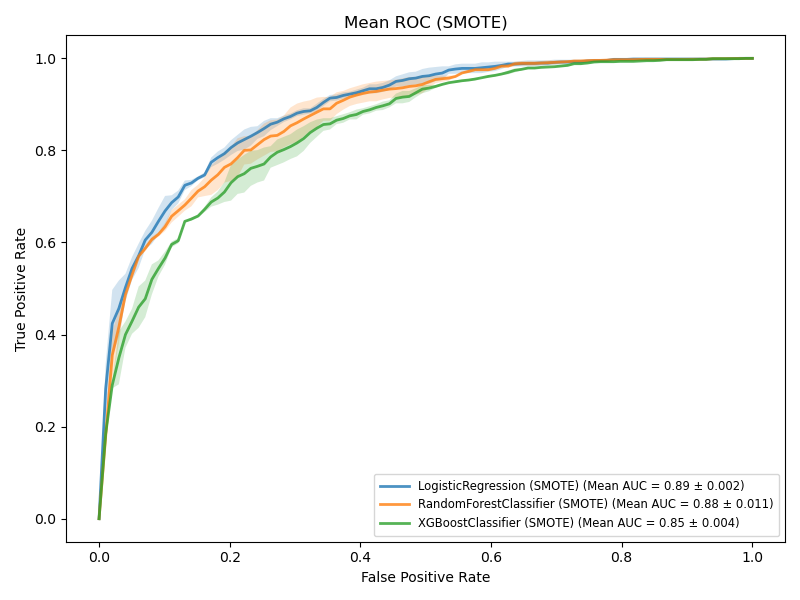 Mean ROC (SMOTE)
True Positive Rate
1.0
0.8
0.6
0.4
0.2
0.0
LogisticRegression (SMOTE) (Mean AUC = 0.89 ± 0.002)
RandomForestClassifier (SMOTE) (Mean AUC = 0.88 ± 0.011)
XGBoostClassifier (SMOTE) (Mean AUC = 0.85 ± 0.004)
0.0 0.2 0.4 0.6 0.8 1.0
False Positive Rate